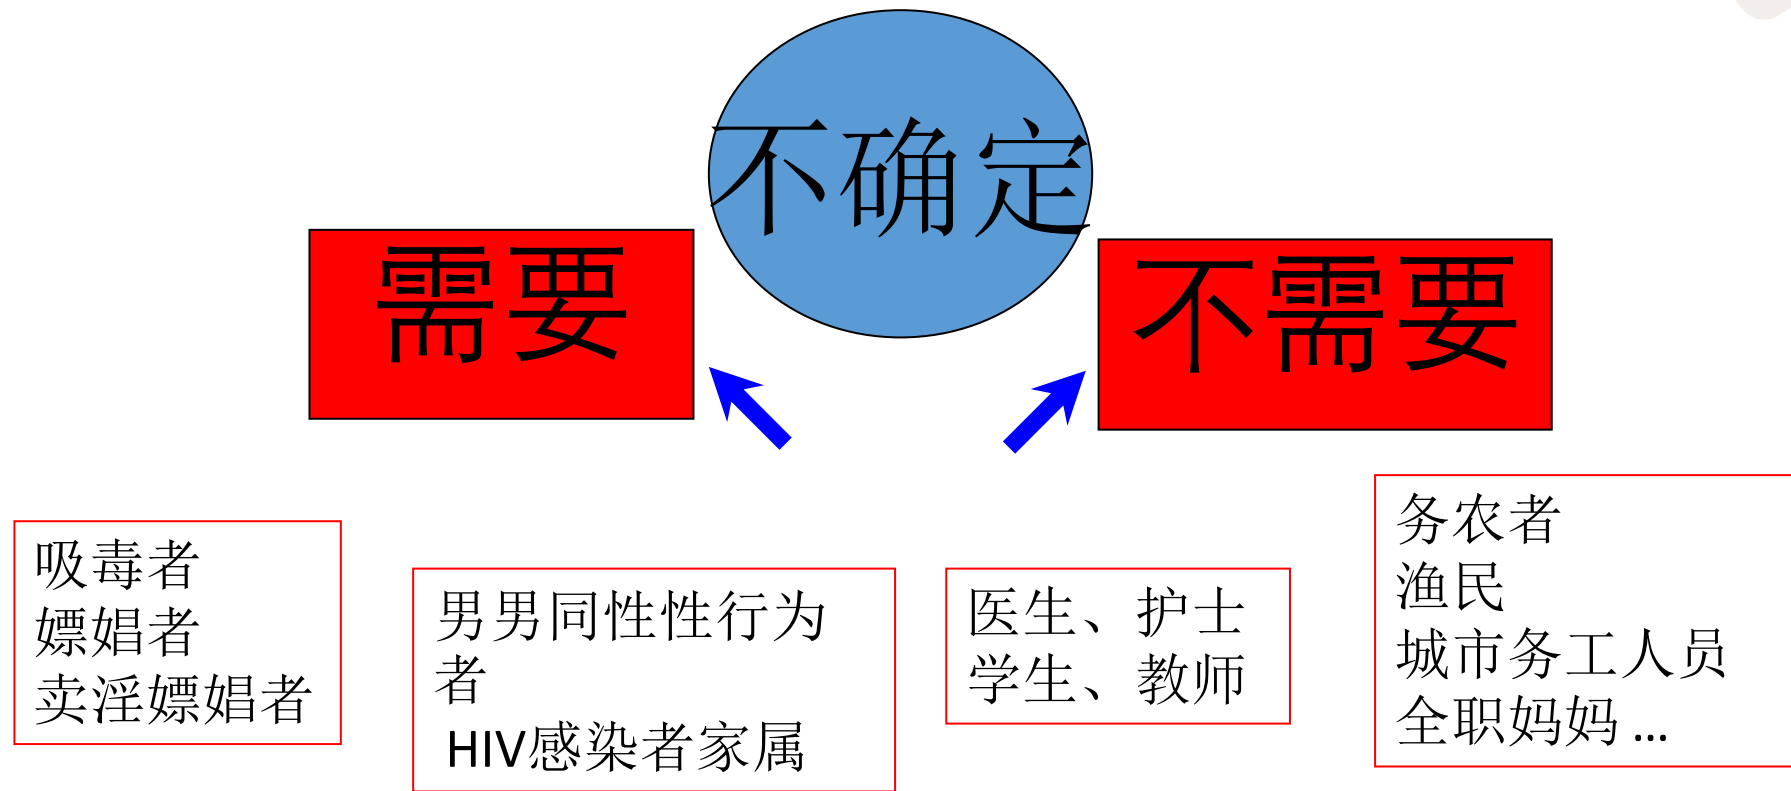 不确定
需要
不需要
吸毒者
嫖娼者
卖淫嫖娼者
男男同性性行为
者
HIV感染者家属
医生、护士
学生、教师
务农者
渔民
城市务工人员
全职妈妈 ...